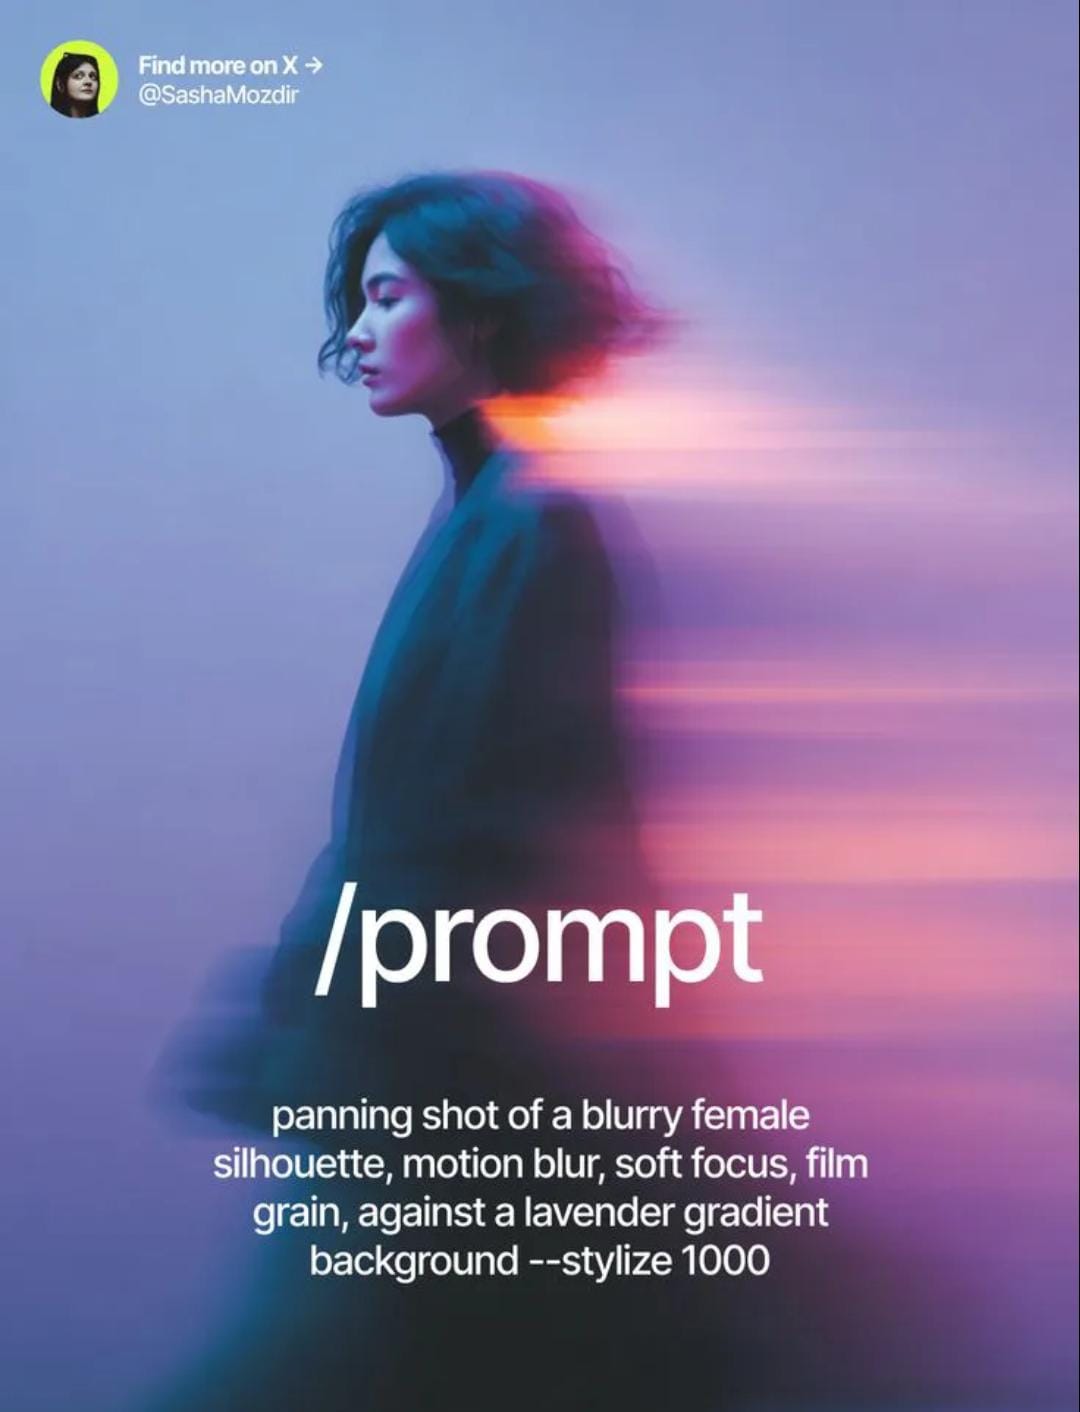 Find more on X →
@SashaMozdir
/prompt
panning shot of a blurry female
silhouette, motion blur, soft focus, film
grain, against a lavender gradient
background --stylize 1000